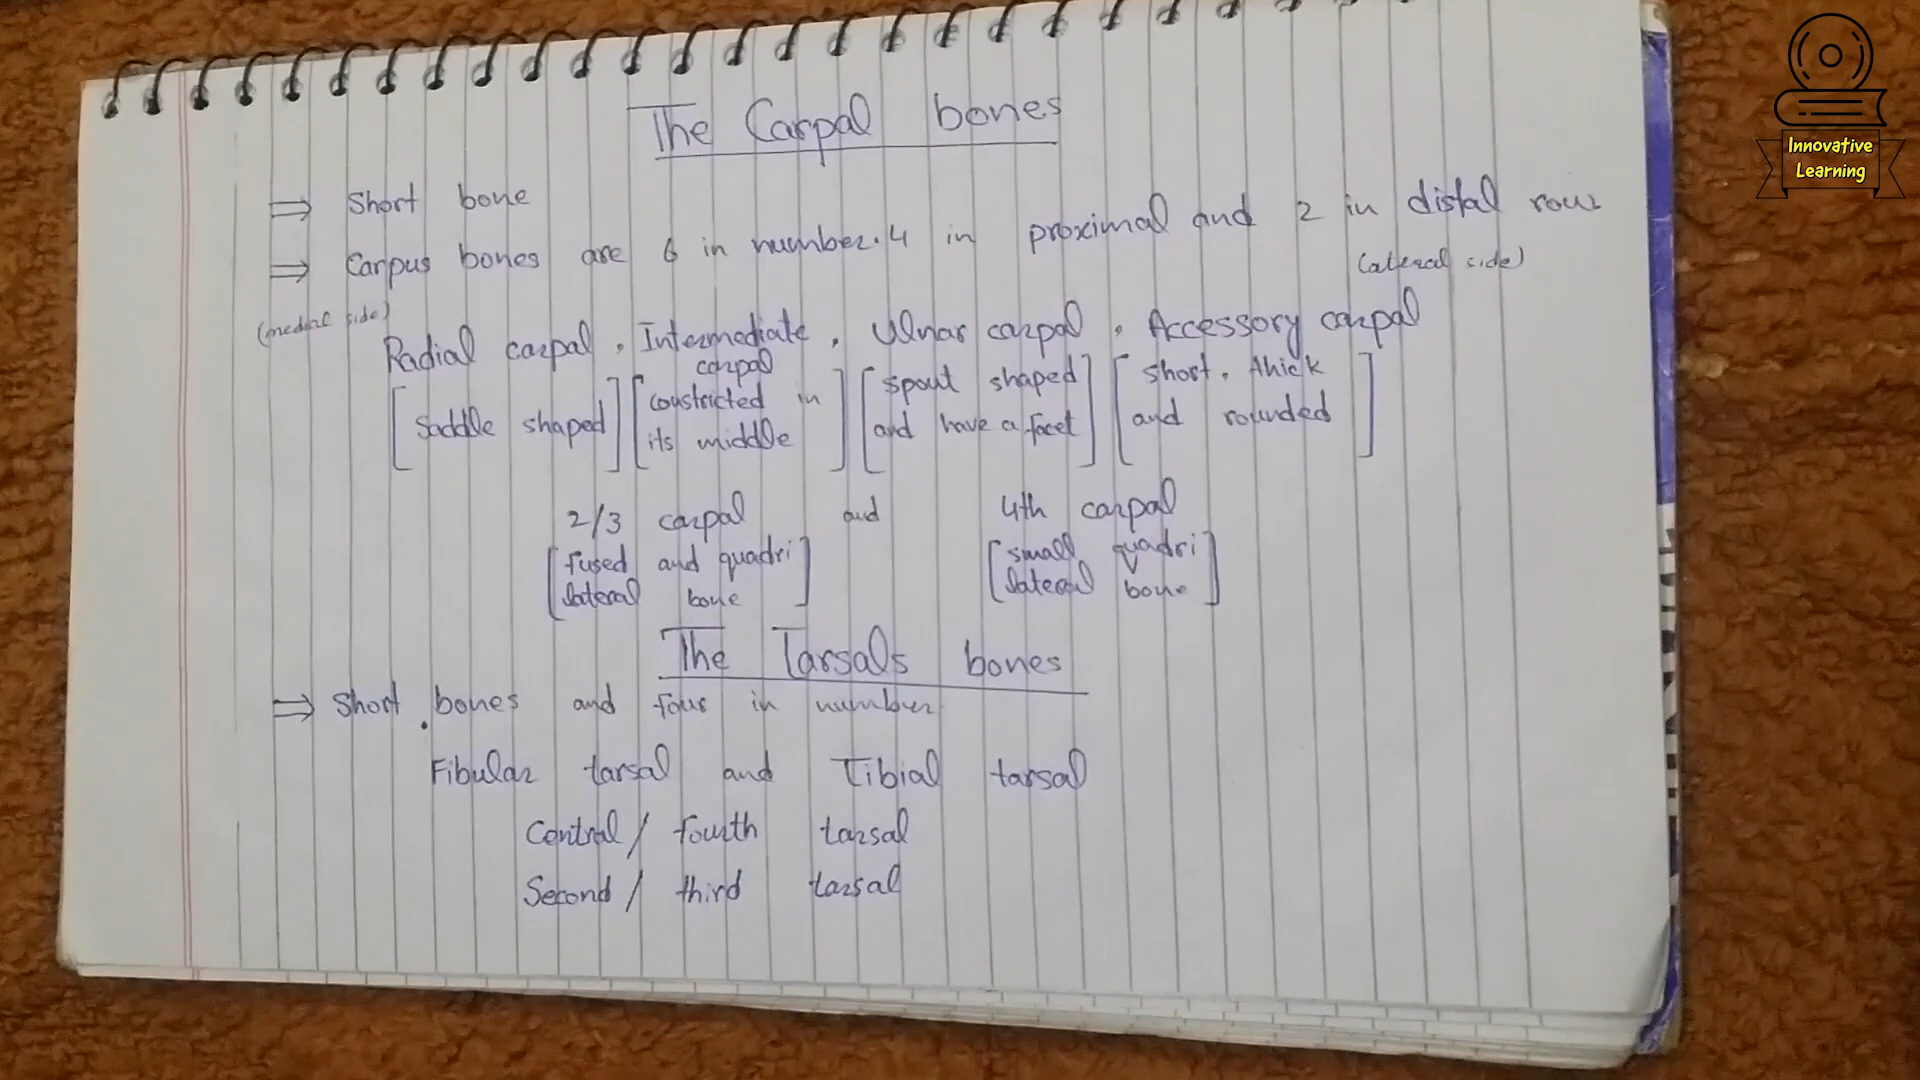 The Carpal bones
Innovative
Learning
⇒ Short bone
⇒ Carpus bones are 6 in number. 4 in proximal and 2 in distal row
(medial side)
(lateral side)
Radial carpal, Intermediate carpal, Ulnar carpal, Accessory carpal
[Saddle shaped] [constricted in its middle] [spout shaped and have a facet] [short, thick and rounded]
2/3 carpal and 4th carpal
[fused and quadri lateral bone] [small quadri lateral bone]
The Tarsals bones
⇒ Short bones and four in number
Fibular tarsal and Tibial tarsal
Central / fourth tarsal
Second / third tarsal